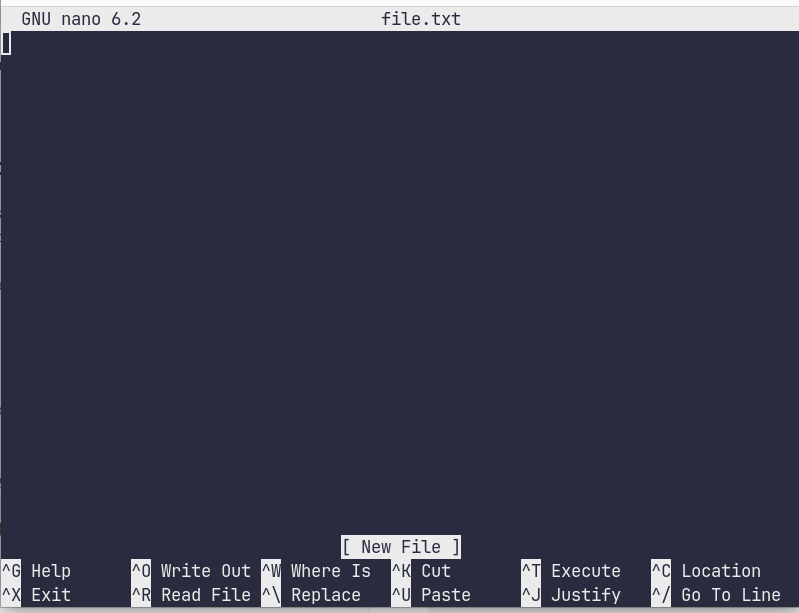 GNU nano 6.2 file.txt
[ New File ]
^G Help ^O Write Out ^W Where Is ^K Cut ^T Execute ^C Location
^X Exit ^R Read File ^\ Replace ^U Paste ^J Justify ^/ Go To Line